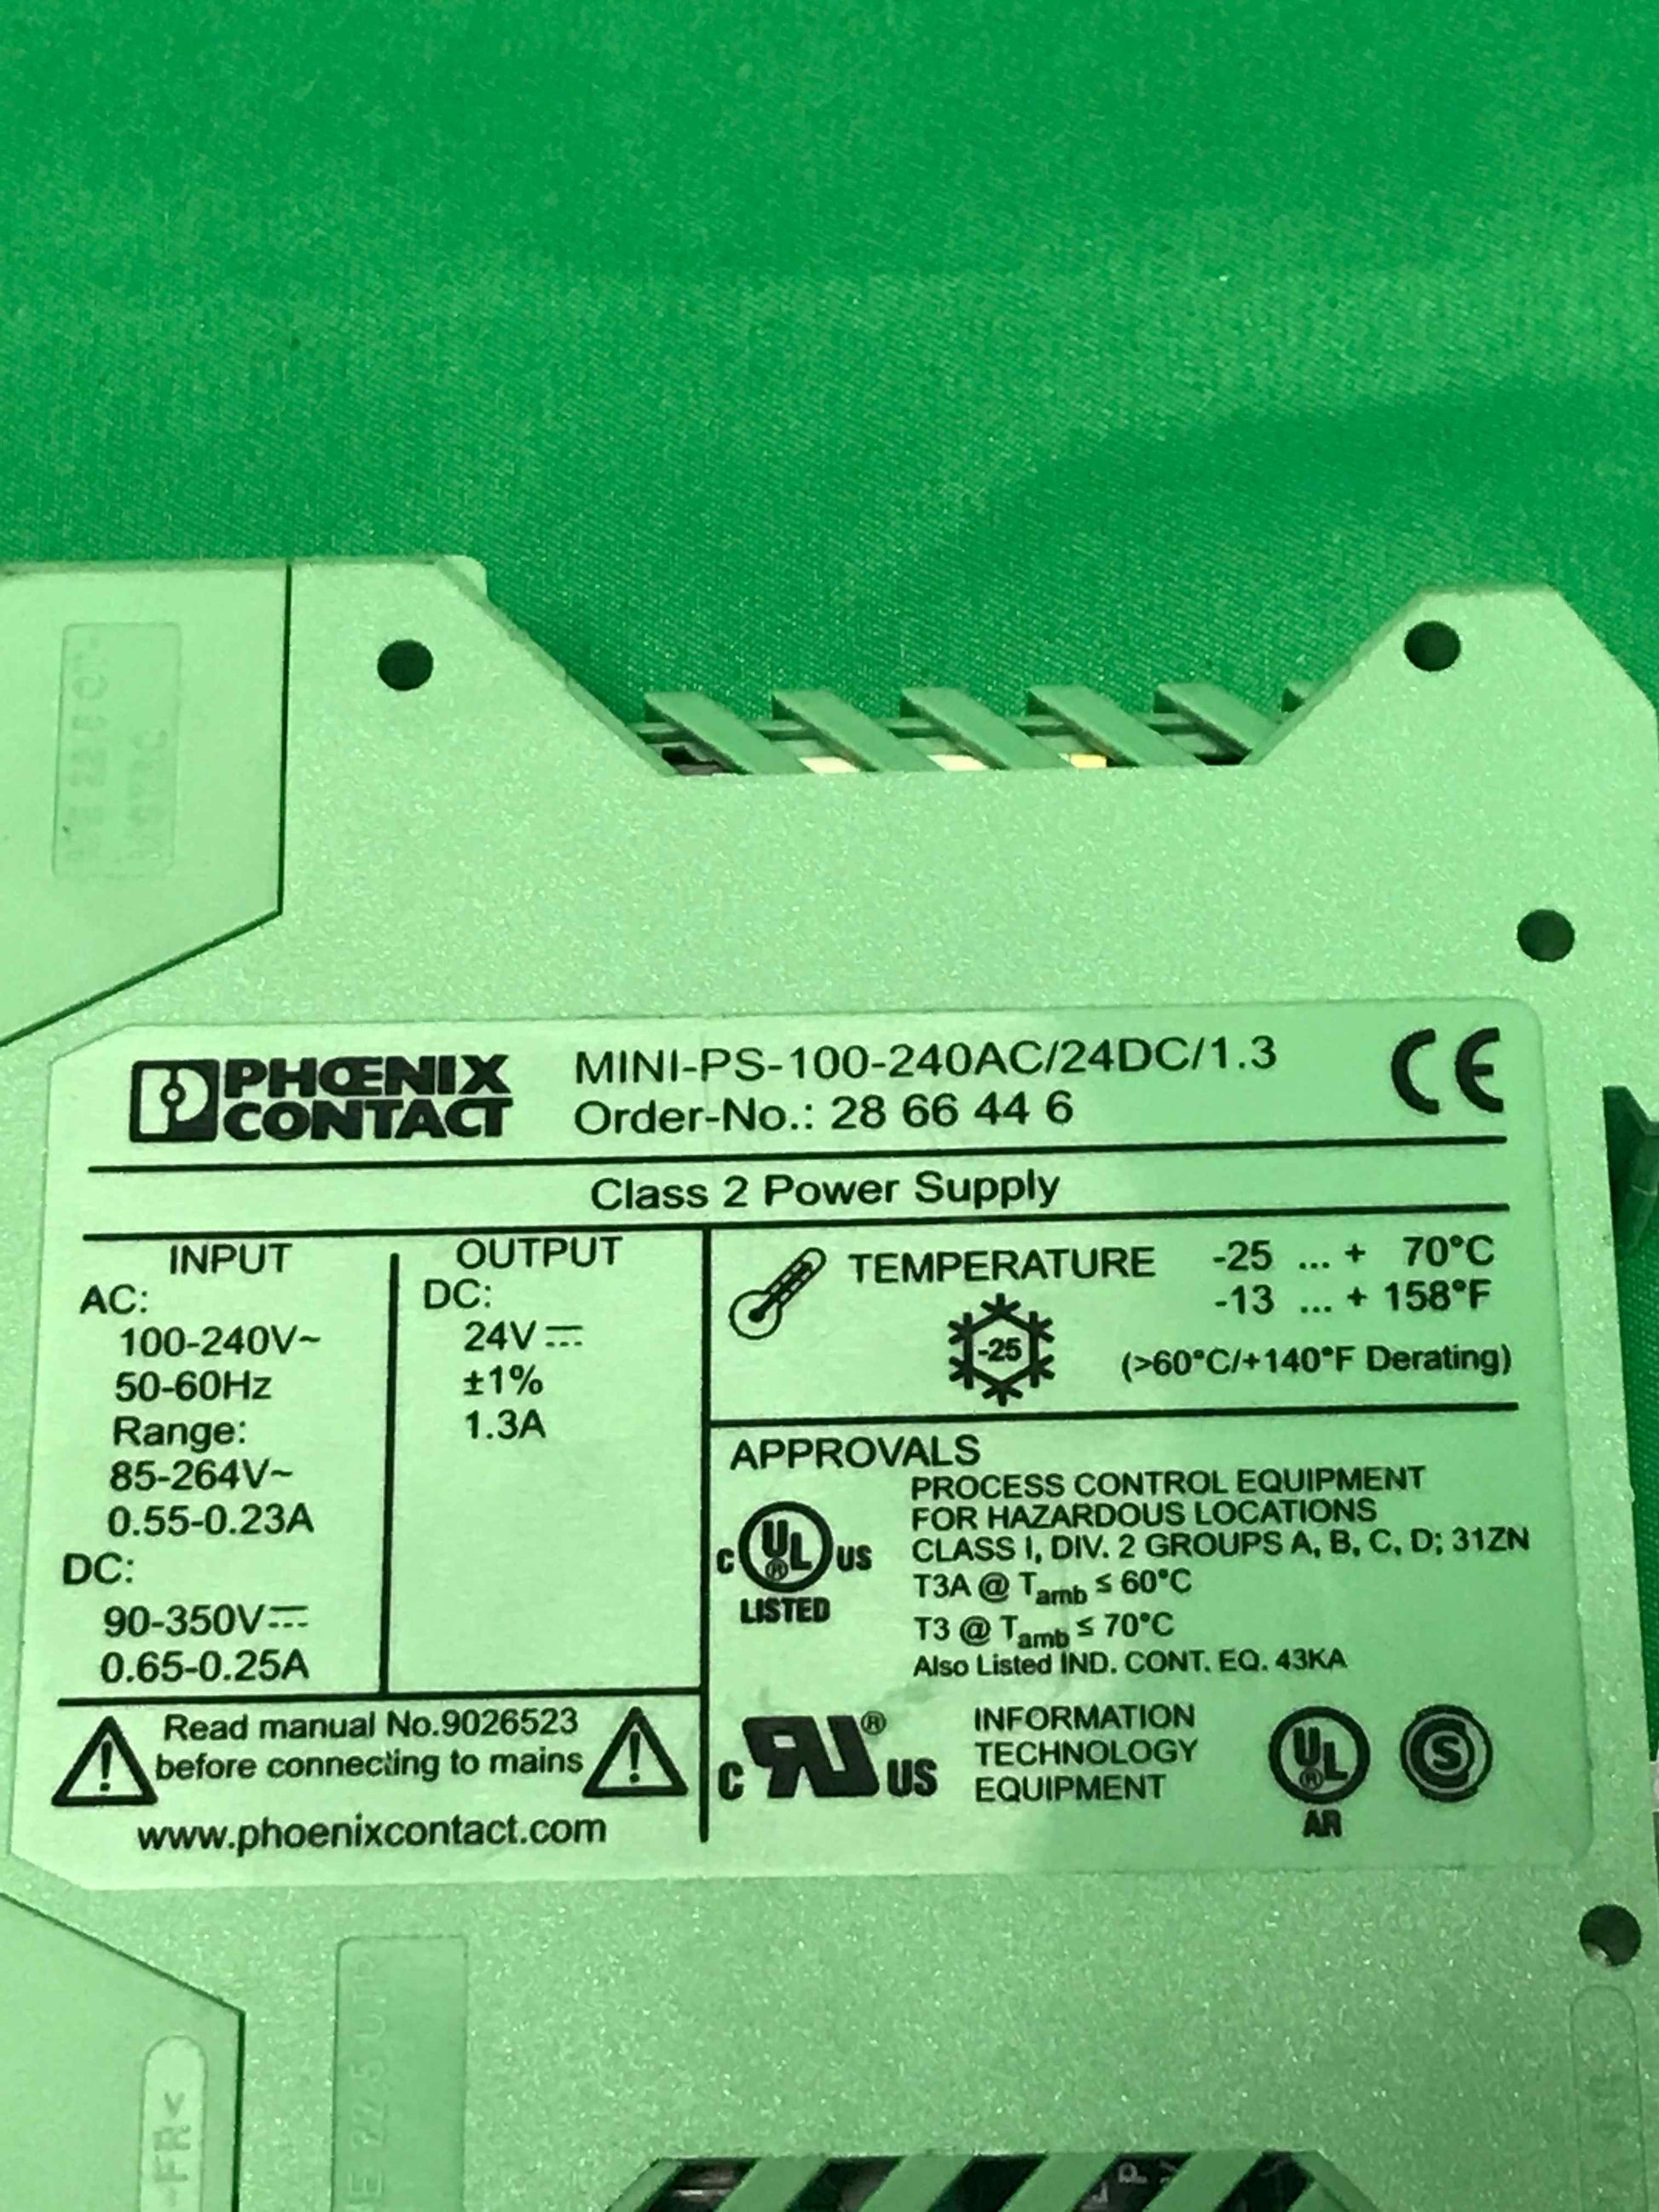 PHŒNIX
CONTACT
MINI-PS-100-240AC/24DC/1.3
Order-No.: 28 66 44 6
CE
Class 2 Power Supply
INPUT
AC:
100-240V~
50-60Hz
Range:
85-264V~
0.55-0.23A
DC:
90-350V⎓
0.65-0.25A
OUTPUT
DC:
24V⎓
±1%
1.3A
TEMPERATURE -25 ... + 70°C
-13 ... + 158°F
-25
(>60°C/+140°F Derating)
APPROVALS
PROCESS CONTROL EQUIPMENT
FOR HAZARDOUS LOCATIONS
CLASS I, DIV. 2 GROUPS A, B, C, D; 31ZN
T3A @ Tamb ≤ 60°C
T3 @ Tamb ≤ 70°C
Also Listed IND. CONT. EQ. 43KA
C UL ® US
LISTED
Read manual No.9026523
before connecting to mains
www.phoenixcontact.com
C RU ® US
INFORMATION
TECHNOLOGY
EQUIPMENT
UL ®
AR
S
-FR<